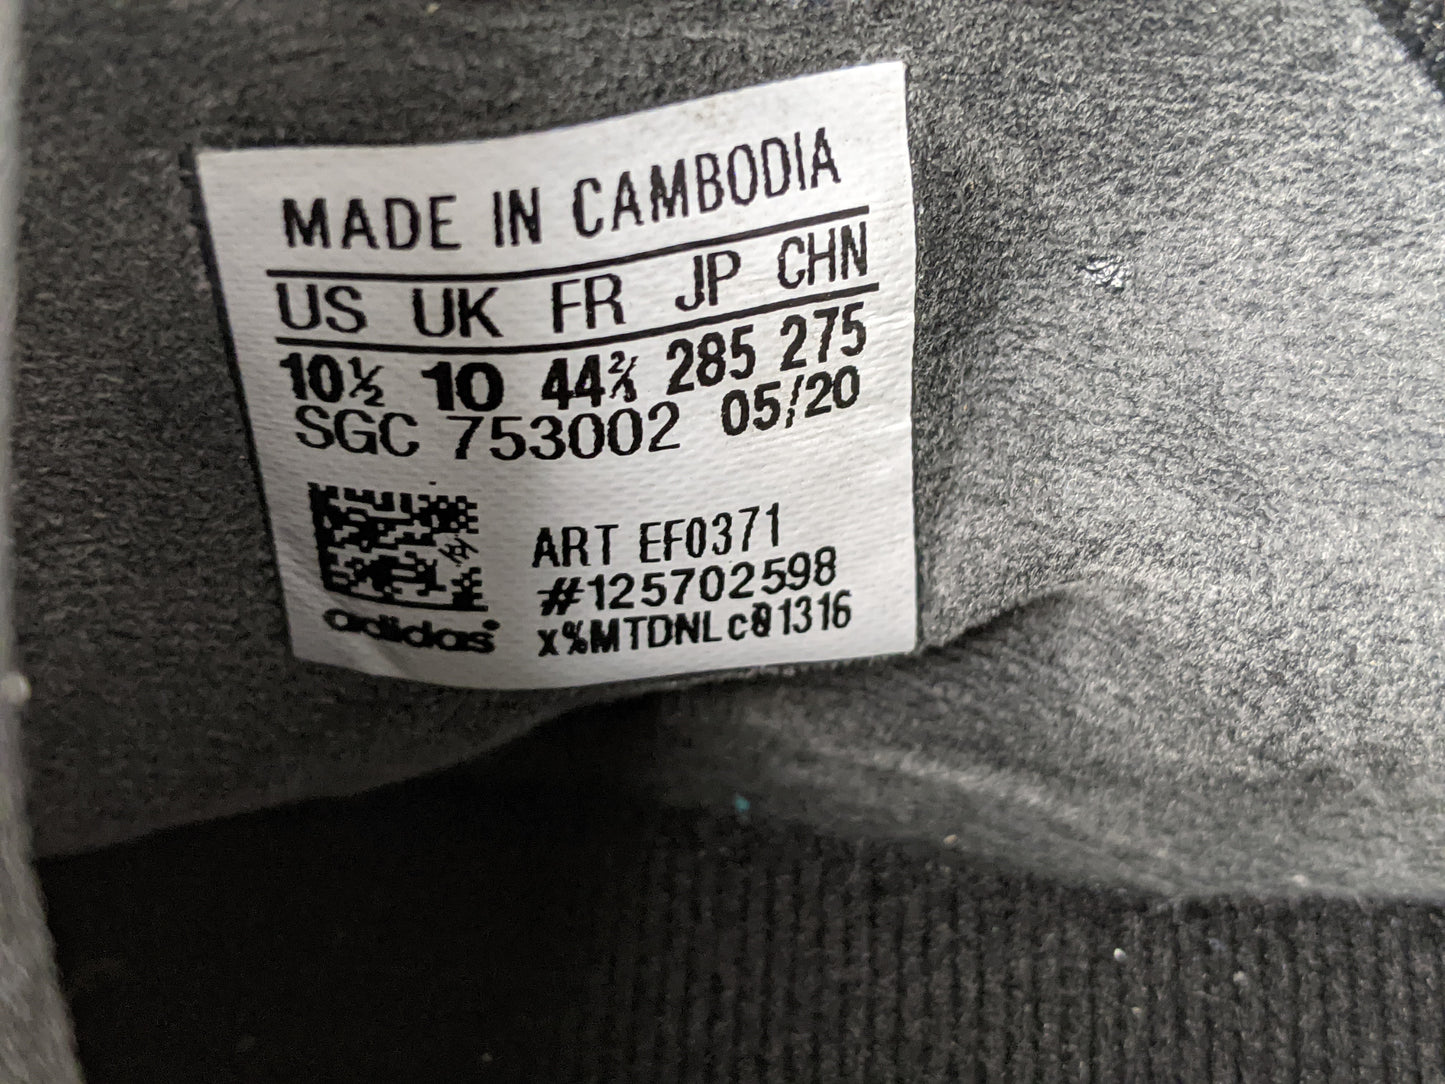 MADE IN CAMBODIA
US UK FR JP CHN
10½ 10 44⅔ 285 275
SGC 753002 05/20
ART EF0371
#125702598
x%MTDNLc01316
adidas